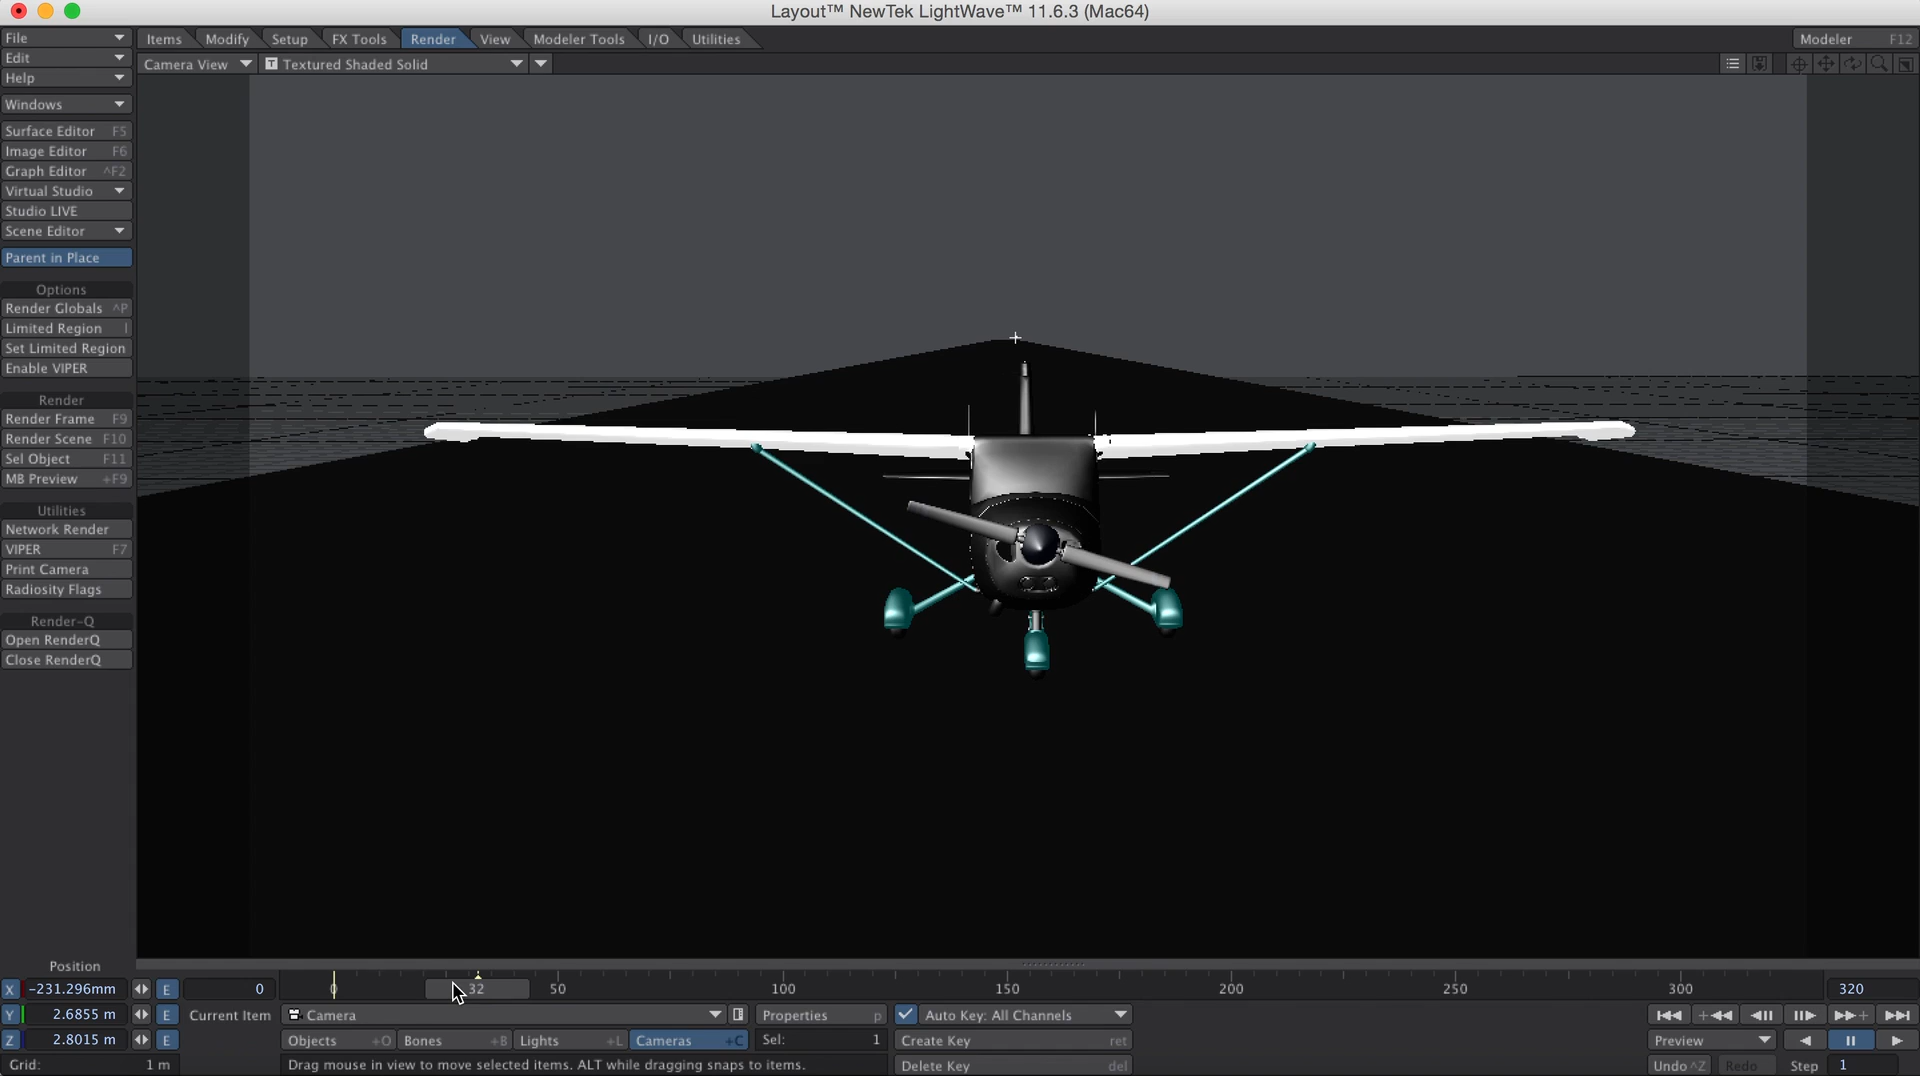 Layout™ NewTek LightWave™ 11.6.3 (Mac64)
File
Items Modify Setup FX Tools Render View Modeler Tools I/O Utilities
Modeler F12
Edit
Camera View T Textured Shaded Solid
Help
Windows
Surface Editor F5
Image Editor F6
Graph Editor ^F2
Virtual Studio
Studio LIVE
Scene Editor
Parent in Place
Options
Render Globals ^P
Limited Region l
Set Limited Region
Enable VIPER
Render
Render Frame F9
Render Scene F10
Sel Object F11
MB Preview +F9
Utilities
Network Render
VIPER F7
Print Camera
Radiosity Flags
Render-Q
Open RenderQ
Close RenderQ
Position
X -231.296mm E 0 0 32 50 100 150 200 250 300 320
Y 2.6855 m E Current Item Camera Properties p Auto Key: All Channels
Z 2.8015 m E Objects +O Bones +B Lights +L Cameras +C Sel: 1 Create Key ret Preview
Grid: 1 m Drag mouse in view to move selected items. ALT while dragging snaps to items. Delete Key del Undo ^Z Redo Step 1